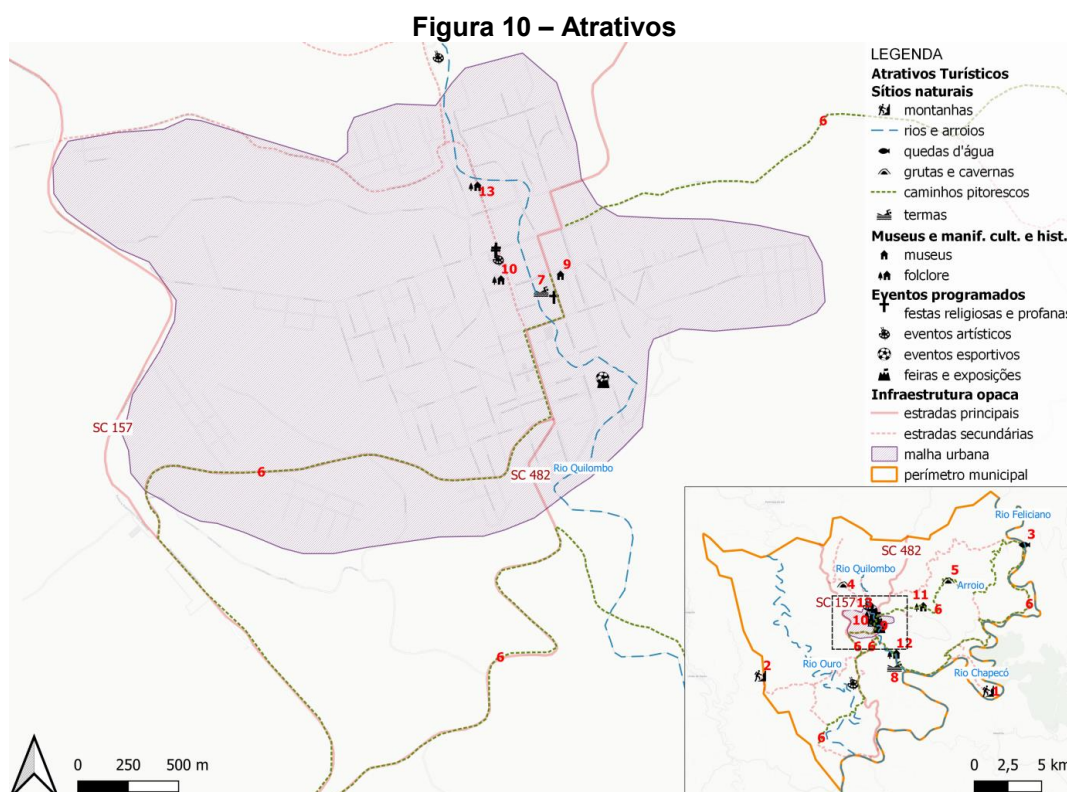 Figura 10 – Atrativos
LEGENDA
Atrativos Turísticos
Sítios naturais
montanhas
rios e arroios
quedas d'água
grutas e cavernas
caminhos pitorescos
termas
Museus e manif. cult. e hist.
museus
folclore
Eventos programados
festas religiosas e profanas
eventos artísticos
eventos esportivos
feiras e exposições
Infraestrutura opaca
estradas principais
estradas secundárias
malha urbana
perímetro municipal
6
13
10
9
7
SC 157
6
SC 482
Rio Quilombo
6
0 250 500 m
Rio Feliciano
3
SC 482
Rio Quilombo
5
4
Arroio
SC 157
13
11
6
6
10
9
6
6
12
2
Rio Ouro
8
Rio Chapecó
1
6
0 2,5 5 km